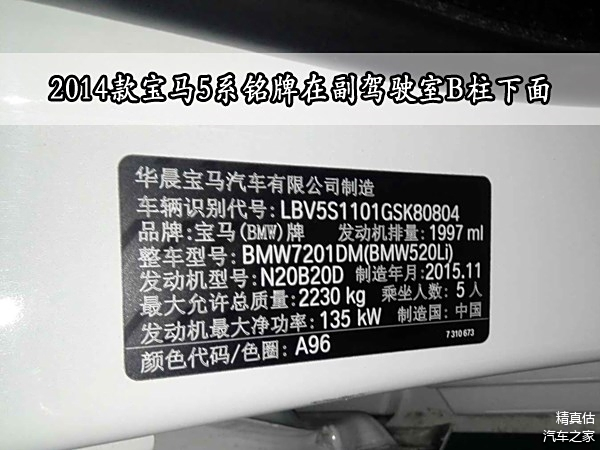 2014款宝马5系铭牌在副驾驶室B柱下面
华晨宝马汽车有限公司制造
车辆识别代号: LBV5S1101GSK80804
品牌: 宝马(BMW)牌 发动机排量: 1997 ml
整车型号: BMW7201DM(BMW520Li)
发动机型号: N20B20D 制造年月: 2015.11
最大允许总质量: 2230 kg 乘坐人数: 5 人
发动机最大净功率: 135 kW 制造国: 中国
7 310 673
颜色代码/色圈: A96
精真估
汽车之家